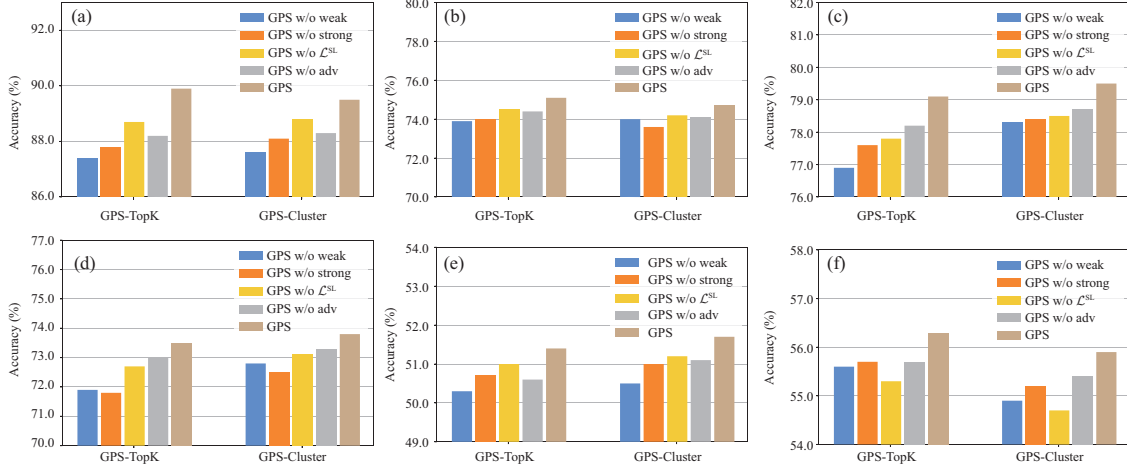 (a)
Accuracy (%)
92.0
90.0
88.0
86.0
GPS w/o weak
GPS w/o strong
GPS w/o ℒSL
GPS w/o adv
GPS
GPS-TopK
GPS-Cluster
(b)
Accuracy (%)
80.0
78.0
76.0
74.0
72.0
70.0
GPS w/o weak
GPS w/o strong
GPS w/o ℒSL
GPS w/o adv
GPS
GPS-TopK
GPS-Cluster
(c)
Accuracy (%)
82.0
81.0
80.0
79.0
78.0
77.0
76.0
GPS w/o weak
GPS w/o strong
GPS w/o ℒSL
GPS w/o adv
GPS
GPS-TopK
GPS-Cluster
(d)
Accuracy (%)
77.0
76.0
75.0
74.0
73.0
72.0
71.0
70.0
GPS w/o weak
GPS w/o strong
GPS w/o ℒSL
GPS w/o adv
GPS
GPS-TopK
GPS-Cluster
(e)
Accuracy (%)
54.0
53.0
52.0
51.0
50.0
49.0
GPS w/o weak
GPS w/o strong
GPS w/o ℒSL
GPS w/o adv
GPS
GPS-TopK
GPS-Cluster
(f)
Accuracy (%)
58.0
57.0
56.0
55.0
54.0
GPS w/o weak
GPS w/o strong
GPS w/o ℒSL
GPS w/o adv
GPS
GPS-TopK
GPS-Cluster